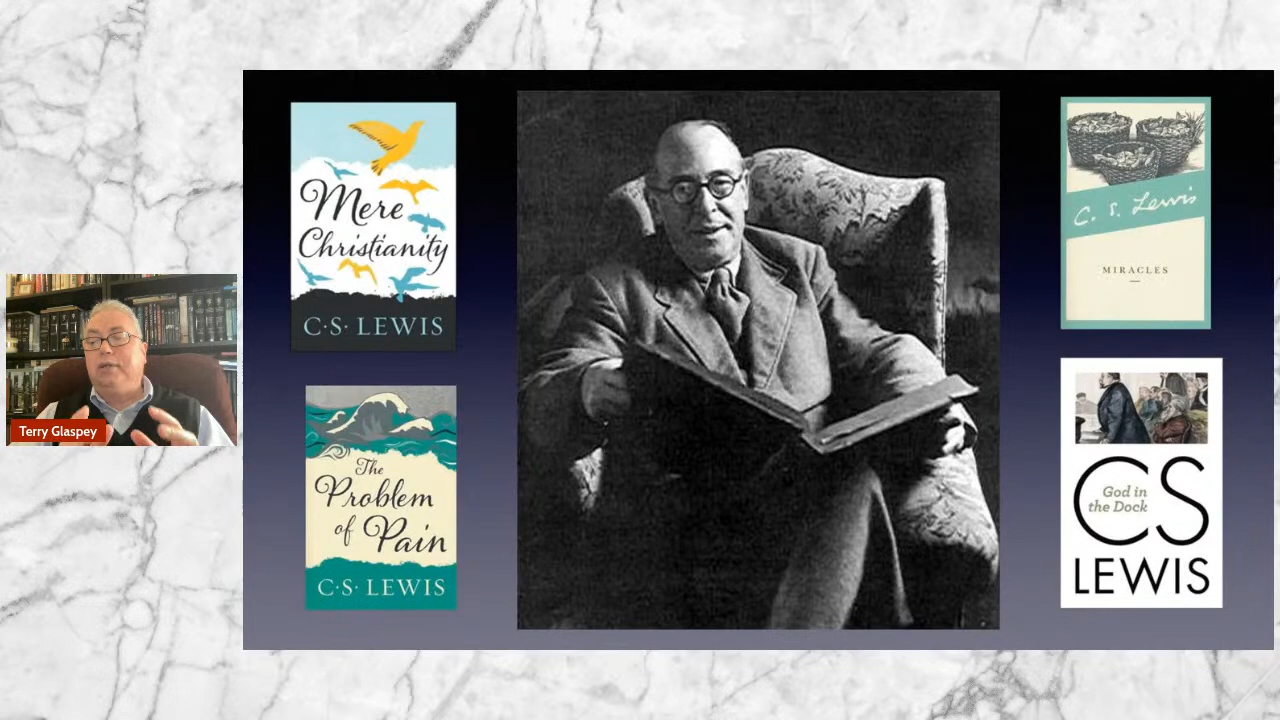 Terry Glaspey
Mere
Christianity
C·S·LEWIS
The
Problem
of Pain
C·S·LEWIS
C. S. Lewis
MIRACLES
CS
God in
the Dock
LEWIS